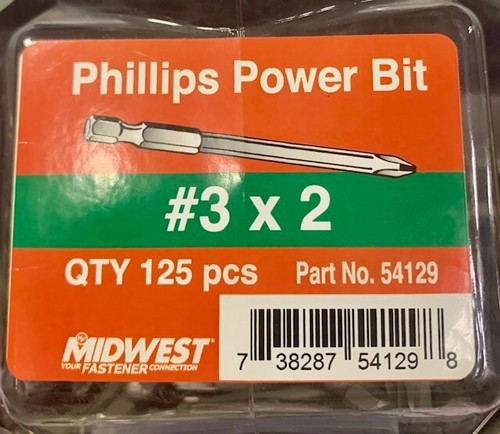 Phillips Power Bit
#3 x 2
QTY 125 pcs Part No. 54129
MIDWEST®
YOUR FASTENER CONNECTION
7 38287 54129 8